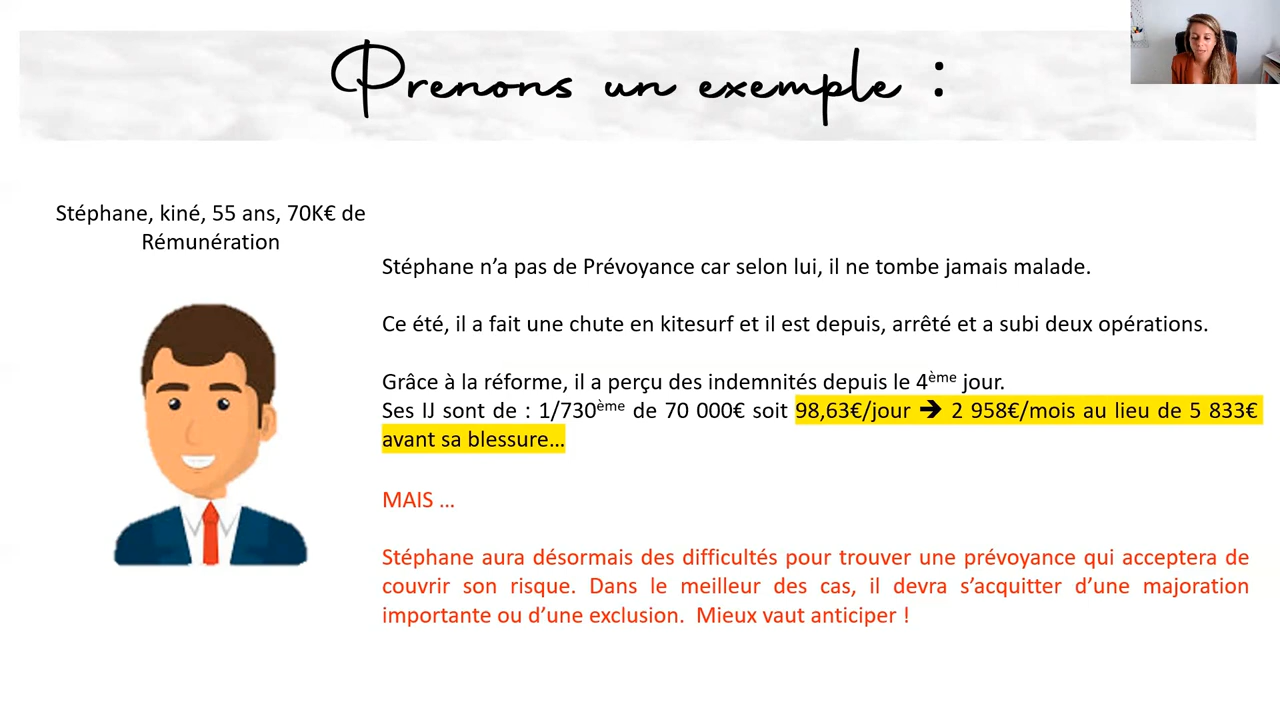 Prenons un exemple :
Stéphane, kiné, 55 ans, 70K€ de
Rémunération
Stéphane n’a pas de Prévoyance car selon lui, il ne tombe jamais malade.
Ce été, il a fait une chute en kitesurf et il est depuis, arrêté et a subi deux opérations.
Grâce à la réforme, il a perçu des indemnités depuis le 4ème jour.
Ses IJ sont de : 1/730ème de 70 000€ soit 98,63€/jour ➔ 2 958€/mois au lieu de 5 833€
avant sa blessure…
MAIS …
Stéphane aura désormais des difficultés pour trouver une prévoyance qui acceptera de
couvrir son risque. Dans le meilleur des cas, il devra s’acquitter d’une majoration
importante ou d’une exclusion.  Mieux vaut anticiper !